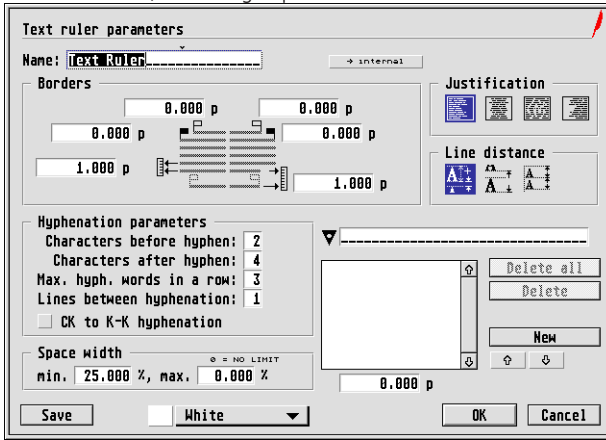 Text ruler parameters
Name: Text Ruler________________ → internal
Borders
0.000 p 0.000 p
0.000 p 0.000 p
1.000 p 1.000 p
Justification
Line distance
Hyphenation parameters
Characters before hyphen: 2
Characters after hyphen: 4
Max. hyph. words in a row: 3
Lines between hyphenation: 1
CK to K-K hyphenation
Space width 0 = NO LIMIT
min. 25.000 %, max. 0.000 %
Delete all
Delete
New
0.000 p
Save White OK Cancel